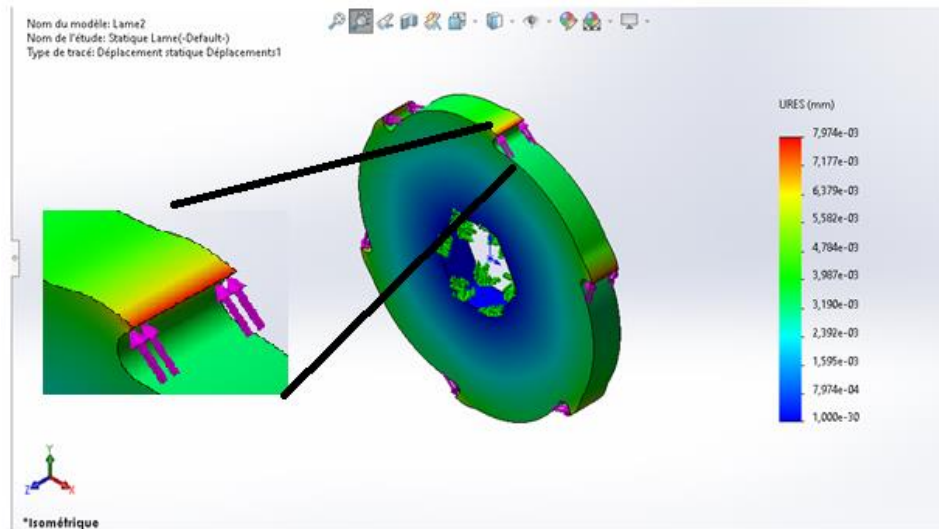 Nom du modèle: Lame2
Nom de l'étude: Statique Lame(-Default-)
Type de tracé: Déplacement statique Déplacements1
URES (mm)
7,974e-03
7,177e-03
6,379e-03
5,582e-03
4,784e-03
3,987e-03
3,190e-03
2,392e-03
1,595e-03
7,974e-04
1,000e-30
Y
Z
X
*Isométrique